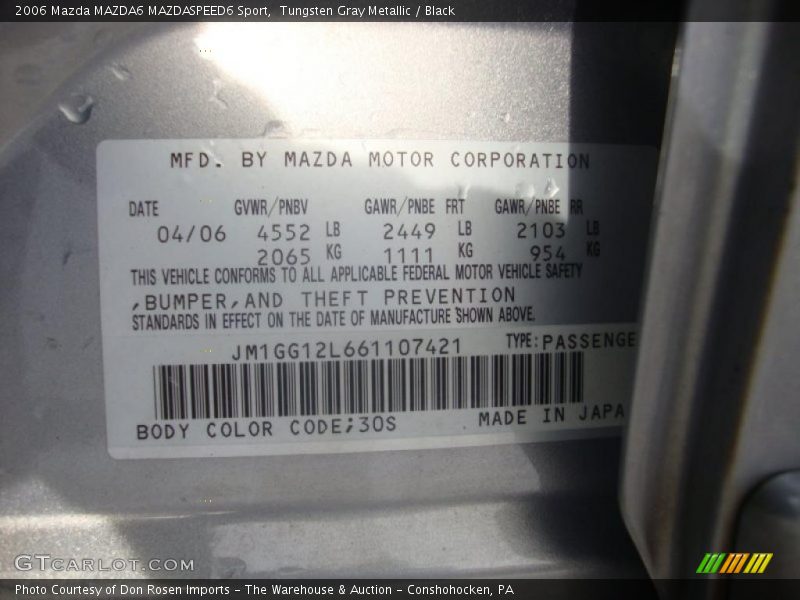 2006 Mazda MAZDA6 MAZDASPEED6 Sport, Tungsten Gray Metallic / Black
MFD. BY MAZDA MOTOR CORPORATION
DATE GVWR/PNBV GAWR/PNBE FRT GAWR/PNBE RR
04/06 4552 LB 2449 LB 2103 LB
2065 KG 1111 KG 954 KG
THIS VEHICLE CONFORMS TO ALL APPLICABLE FEDERAL MOTOR VEHICLE SAFETY
,BUMPER,AND THEFT PREVENTION
STANDARDS IN EFFECT ON THE DATE OF MANUFACTURE SHOWN ABOVE.
JM1GG12L661107421 TYPE:PASSENGE
BODY COLOR CODE;30S MADE IN JAPA
GTCARLOT.COM
Photo Courtesy of Don Rosen Imports - The Warehouse & Auction - Conshohocken, PA